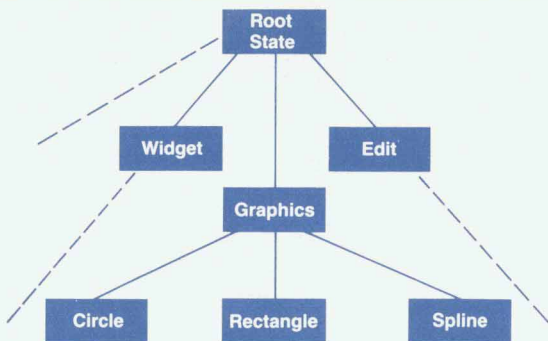 Root
State
Widget
Edit
Graphics
Circle
Rectangle
Spline